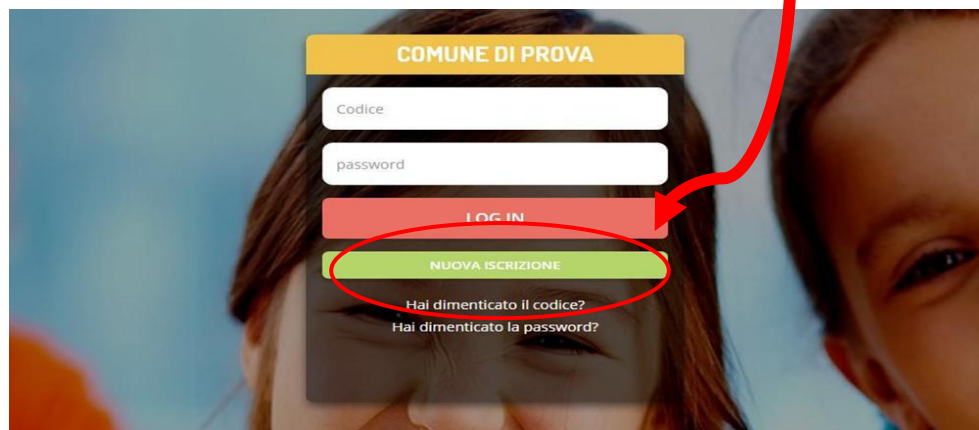 COMUNE DI PROVA
Codice
password
LOG IN
NUOVA ISCRIZIONE
Hai dimenticato il codice?
Hai dimenticato la password?